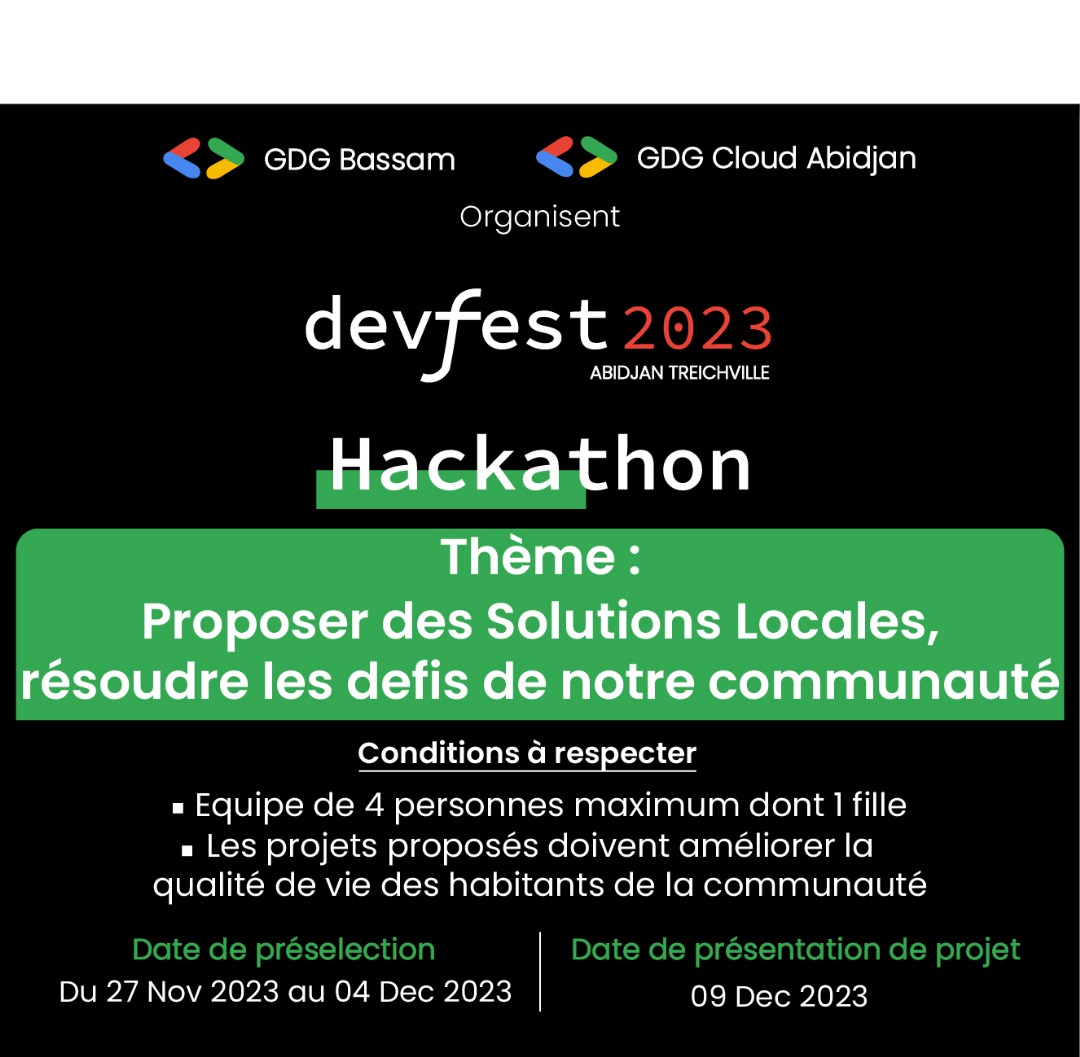 GDG Bassam
GDG Cloud Abidjan
Organisent
devfest 2023
ABIDJAN TREICHVILLE
Hackathon
Thème :
Proposer des Solutions Locales,
résoudre les defis de notre communauté
Conditions à respecter
▪ Equipe de 4 personnes maximum dont 1 fille
▪ Les projets proposés doivent améliorer la
qualité de vie des habitants de la communauté
Date de préselection
Du 27 Nov 2023 au 04 Dec 2023
Date de présentation de projet
09 Dec 2023